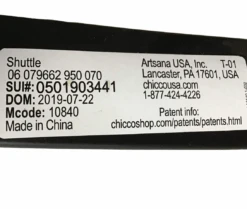 Shuttle
06 079662 950 070
SUI#: 0501903441
DOM: 2019-07-22
Mcode: 10840
Made in China
Artsana USA, Inc. T-01
Lancaster, PA 17601, USA
chiccousa.com
1-877-424-4226
Patent info:
chiccoshop.com/patents/patents.html